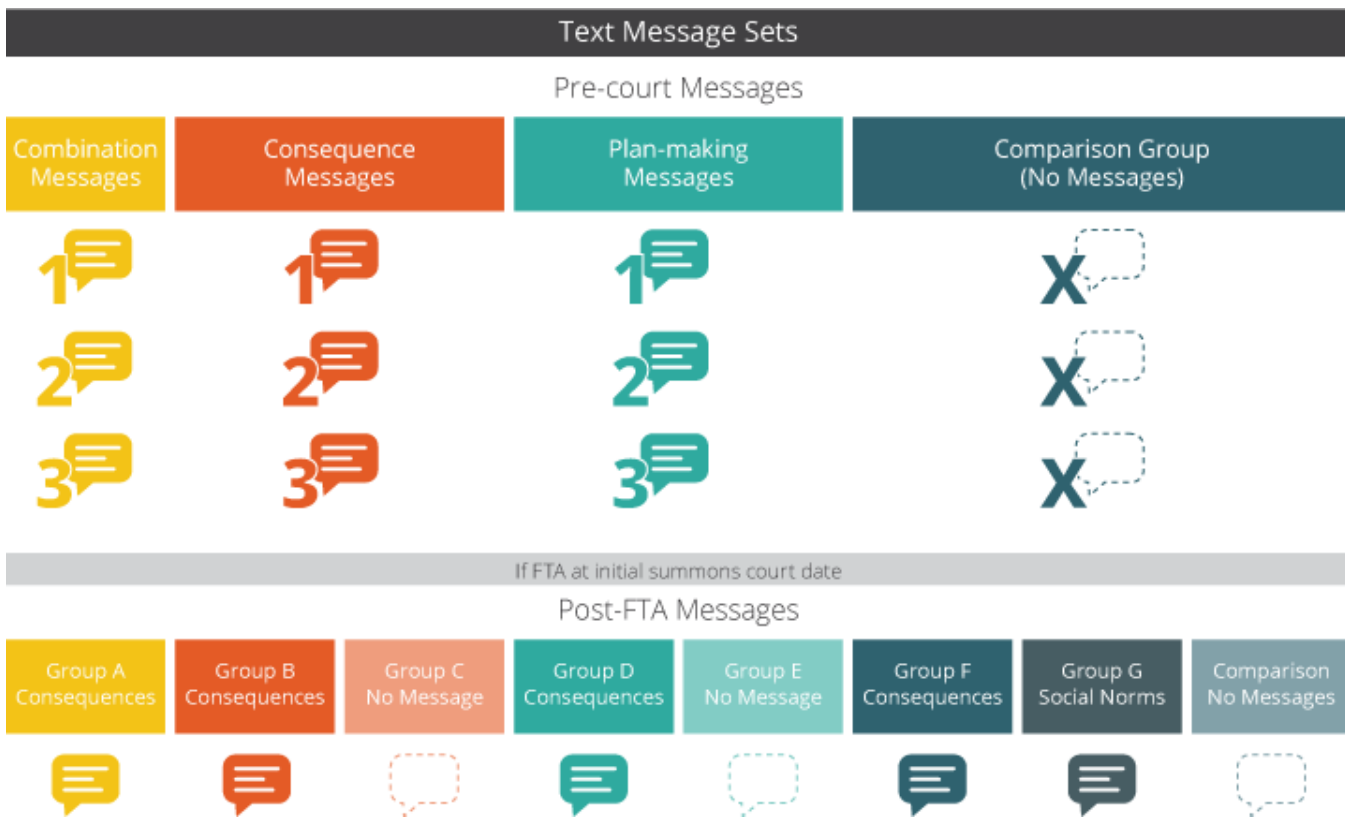 Text Message Sets
Pre-court Messages
Combination
Messages
Consequence
Messages
Plan-making
Messages
Comparison Group
(No Messages)
1
1
1
X
2
2
2
X
3
3
3
X
If FTA at initial summons court date
Post-FTA Messages
Group A
Consequences
Group B
Consequences
Group C
No Message
Group D
Consequences
Group E
No Message
Group F
Consequences
Group G
Social Norms
Comparison
No Messages